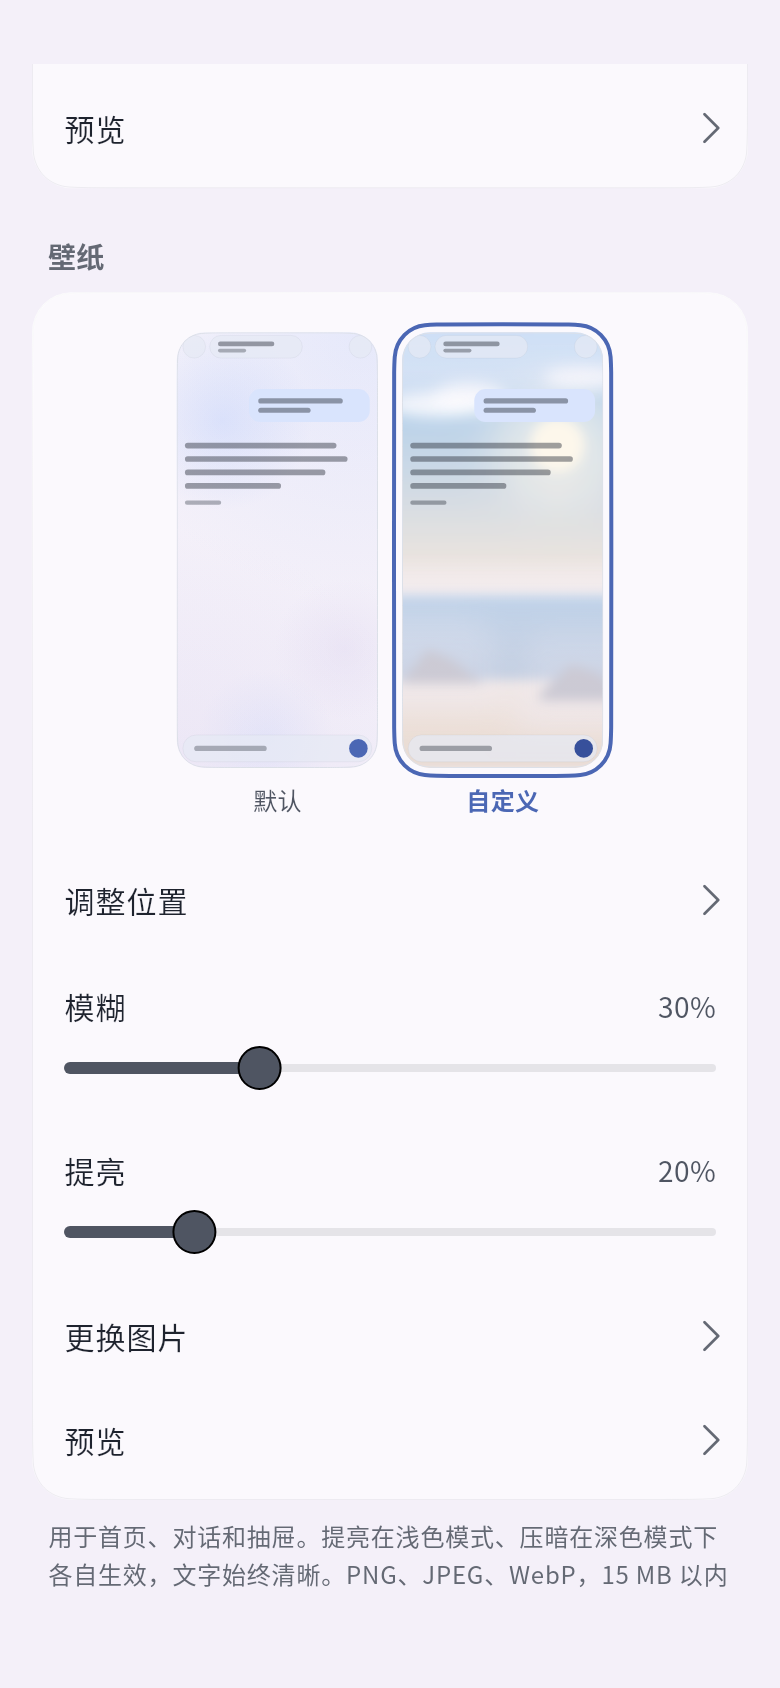 预览
壁纸
默认
自定义
调整位置
模糊
30%
提亮
20%
更换图片
预览
用于首页、对话和抽屉。提亮在浅色模式、压暗在深色模式下
各自生效，文字始终清晰。PNG、JPEG、WebP，15 MB 以内